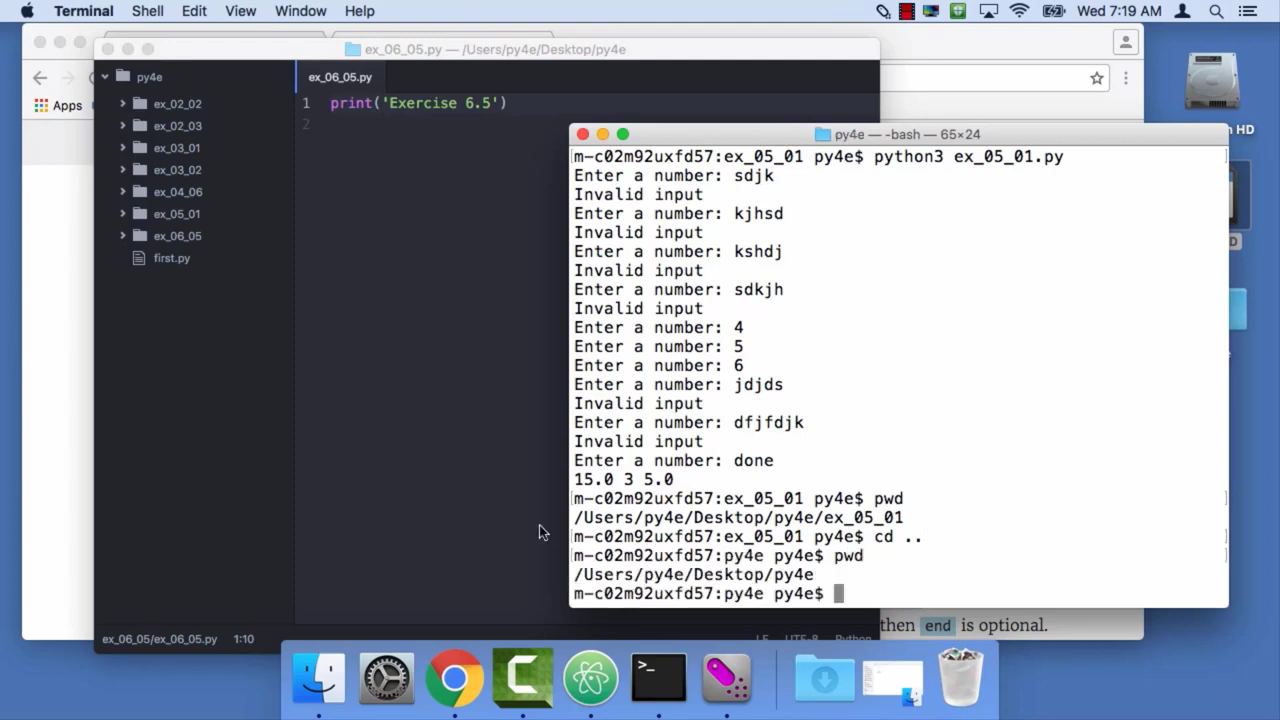 Terminal Shell Edit View Window Help Wed 7:19 AM
ex_06_05.py — /Users/py4e/Desktop/py4e
py4e
ex_06_05.py
Apps
ex_02_02
ex_02_03
ex_03_01
ex_03_02
ex_04_06
ex_05_01
ex_06_05
first.py
1 print('Exercise 6.5')
2
py4e — -bash — 65×24
m-c02m92uxfd57:ex_05_01 py4e$ python3 ex_05_01.py
Enter a number: sdjk
Invalid input
Enter a number: kjhsd
Invalid input
Enter a number: kshdj
Invalid input
Enter a number: sdkjh
Invalid input
Enter a number: 4
Enter a number: 5
Enter a number: 6
Enter a number: jdjds
Invalid input
Enter a number: dfjfdjk
Invalid input
Enter a number: done
15.0 3 5.0
m-c02m92uxfd57:ex_05_01 py4e$ pwd
/Users/py4e/Desktop/py4e/ex_05_01
m-c02m92uxfd57:ex_05_01 py4e$ cd ..
m-c02m92uxfd57:py4e py4e$ pwd
/Users/py4e/Desktop/py4e
m-c02m92uxfd57:py4e py4e$
then end is optional.
ex_06_05/ex_06_05.py 1:10
LF UTF-8 Python
HD
D